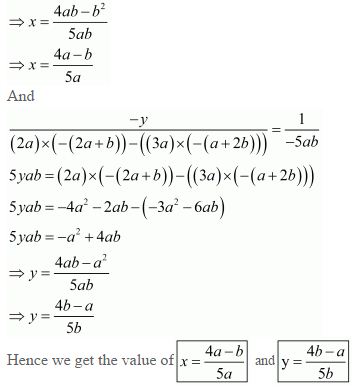 ⇒ x = (4ab − b²)/(5ab)
⇒ x = (4a − b)/(5a)
And
(−y)/((2a)×(−(2a+b))−((3a)×(−(a+2b)))) = 1/(−5ab)
5yab = (2a)×(−(2a+b))−((3a)×(−(a+2b)))
5yab = −4a² − 2ab − (−3a² − 6ab)
5yab = −a² + 4ab
⇒ y = (4ab − a²)/(5ab)
⇒ y = (4b − a)/(5b)
Hence we get the value of x = (4a − b)/(5a) and y = (4b − a)/(5b)